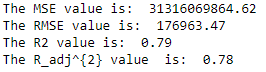 The MSE value is:  31316069864.62
The RMSE value is:  176963.47
The R2 value is:  0.79
The R_adj^{2} value  is:  0.78